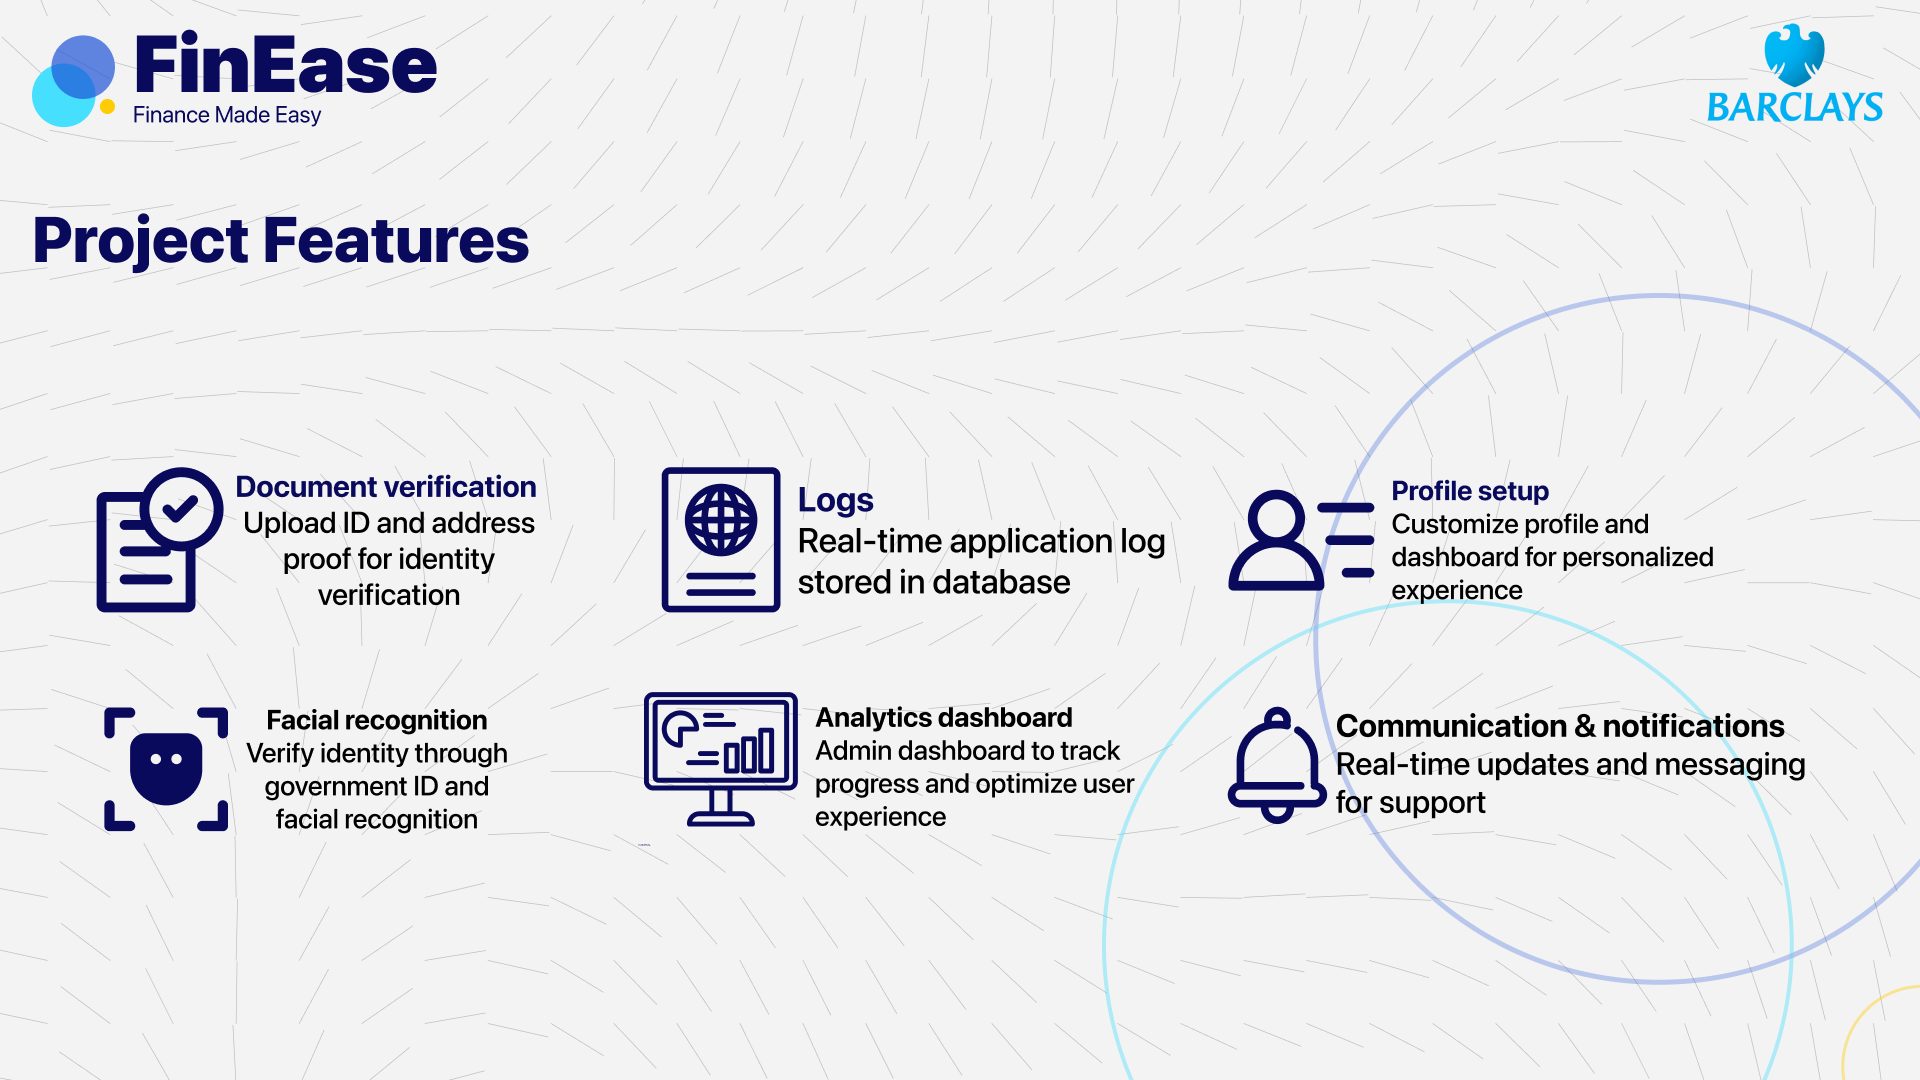 FinEase
Finance Made Easy
BARCLAYS
Project Features
Document verification
Upload ID and address
proof for identity
verification
Logs
Real-time application log
stored in database
Profile setup
Customize profile and
dashboard for personalized
experience
Facial recognition
Verify identity through
government ID and
facial recognition
Analytics dashboard
Admin dashboard to track
progress and optimize user
experience
Communication & notifications
Real-time updates and messaging
for support